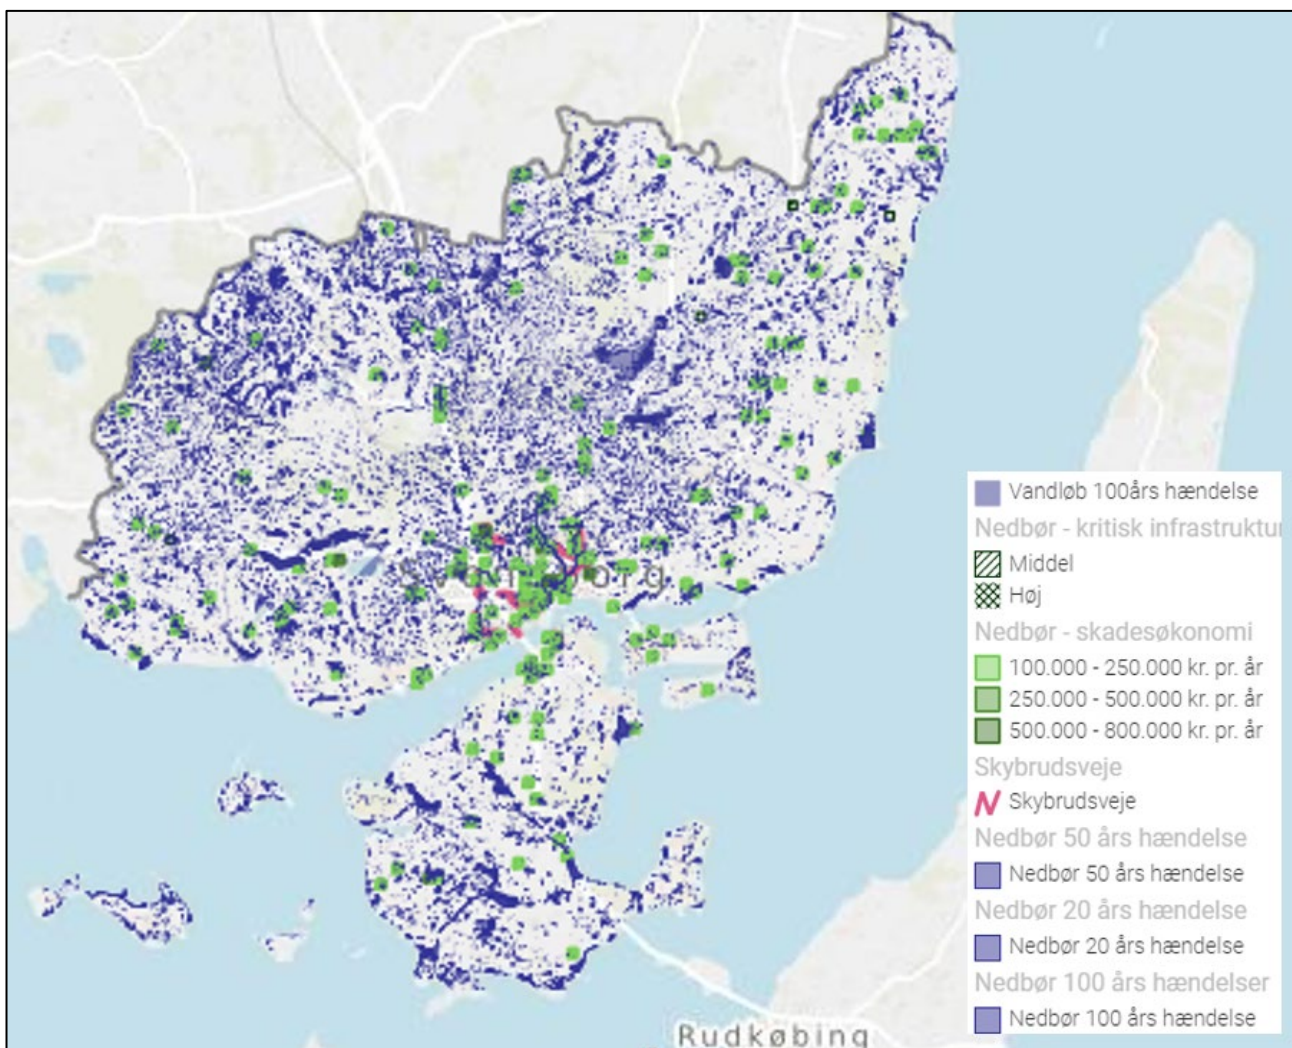 Svendborg
Vandløb 100års hændelse
Nedbør - kritisk infrastruktur
Middel
Høj
Nedbør - skadesøkonomi
100.000 - 250.000 kr. pr. år
250.000 - 500.000 kr. pr. år
500.000 - 800.000 kr. pr. år
Skybrudsveje
Skybrudsveje
Nedbør 50 års hændelse
Nedbør 50 års hændelse
Nedbør 20 års hændelse
Nedbør 20 års hændelse
Nedbør 100 års hændelser
Nedbør 100 års hændelse
Rudkøbing